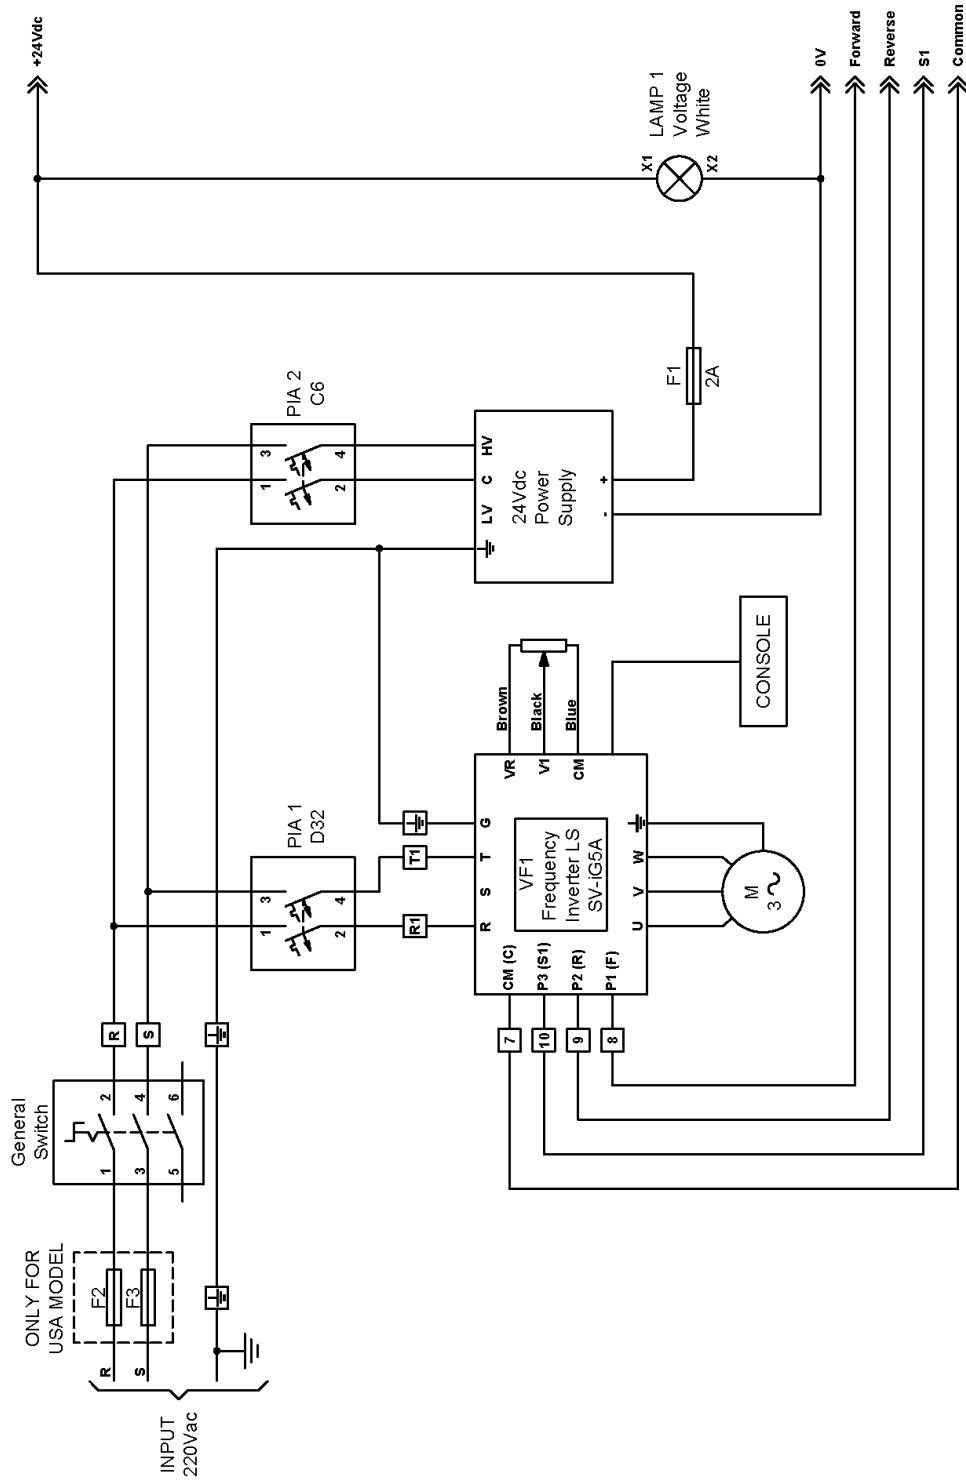 INPUT
220Vac
R
S
ONLY FOR
USA MODEL
F2
F3
General
Switch
1
2
3
4
5
6
R
S
PIA 1
D32
1
3
2
4
R1
T1
PIA 2
C6
1
3
2
4
R
S
T
G
CM (C)
P3 (S1)
P2 (R)
P1 (F)
VF1
Frequency
Inverter LS
SV-iG5A
VR
V1
CM
U
V
W
Brown
Black
Blue
7
10
9
8
M
3
CONSOLE
LV
C
HV
24Vdc
Power
Supply
-
+
F1
2A
X1
X2
LAMP 1
Voltage
White
+24Vdc
0V
Forward
Reverse
S1
Common